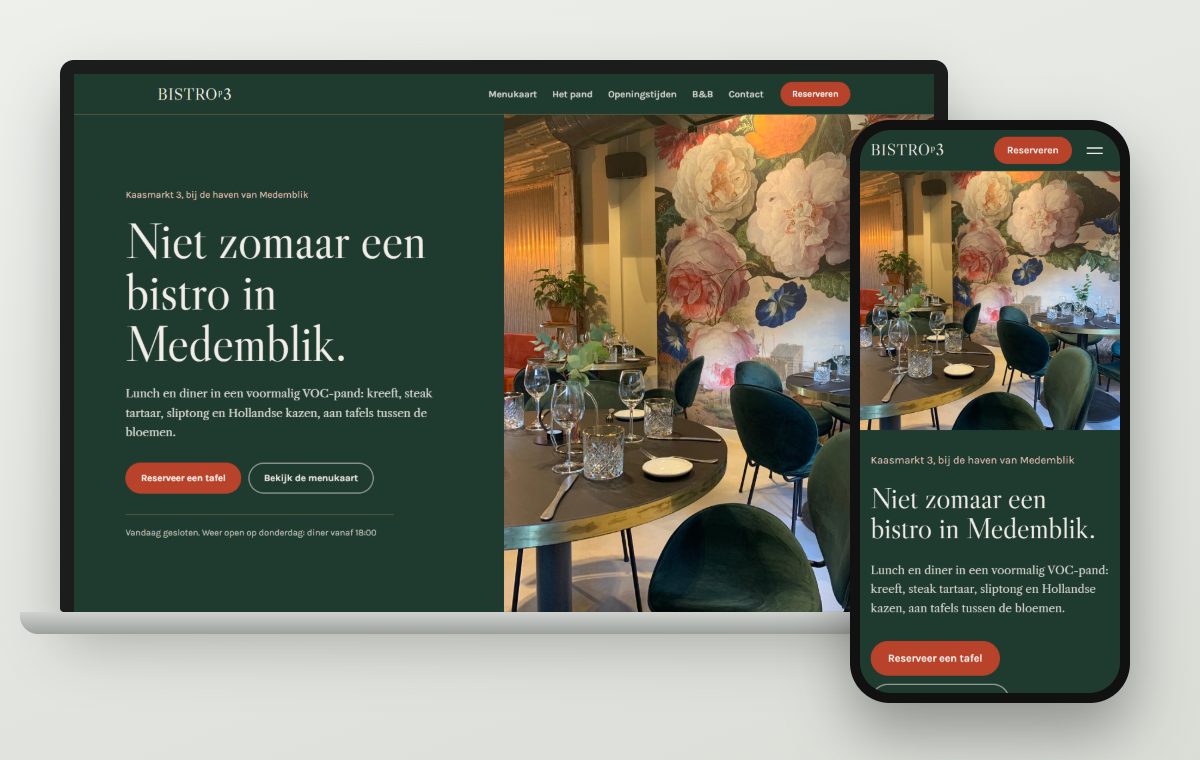 BISTROp3
Menukaart Het pand Openingstijden B&B Contact Reserveren
Kaasmarkt 3, bij de haven van Medemblik
Niet zomaar een
bistro in
Medemblik.
Lunch en diner in een voormalig VOC-pand: kreeft, steak
tartaar, sliptong en Hollandse kazen, aan tafels tussen de
bloemen.
Reserveer een tafel Bekijk de menukaart
Vandaag gesloten. Weer open op donderdag: diner vanaf 18:00
BISTROp3 Reserveren
Kaasmarkt 3, bij de haven van Medemblik
Niet zomaar een
bistro in Medemblik.
Lunch en diner in een voormalig VOC-pand:
kreeft, steak tartaar, sliptong en Hollandse
kazen, aan tafels tussen de bloemen.
Reserveer een tafel